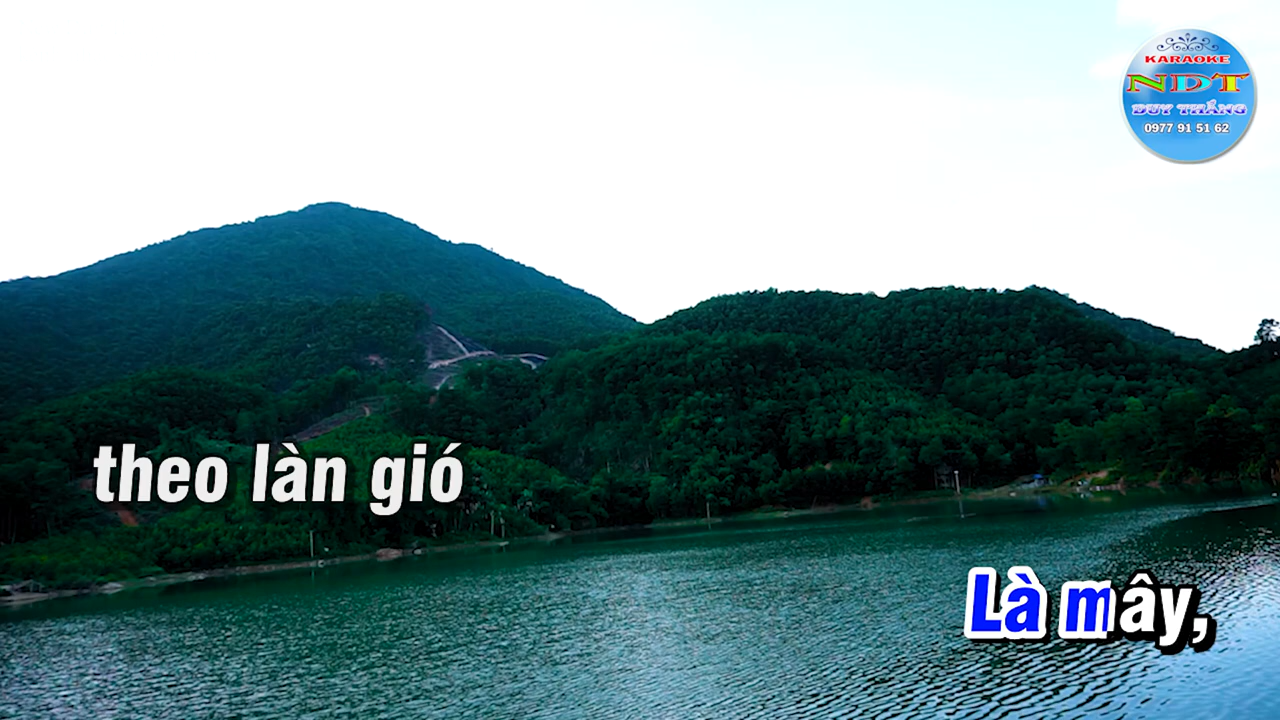 KARAOKE
NDT
DUY THẮNG
0977 91 51 62
theo làn gió
Là mây,